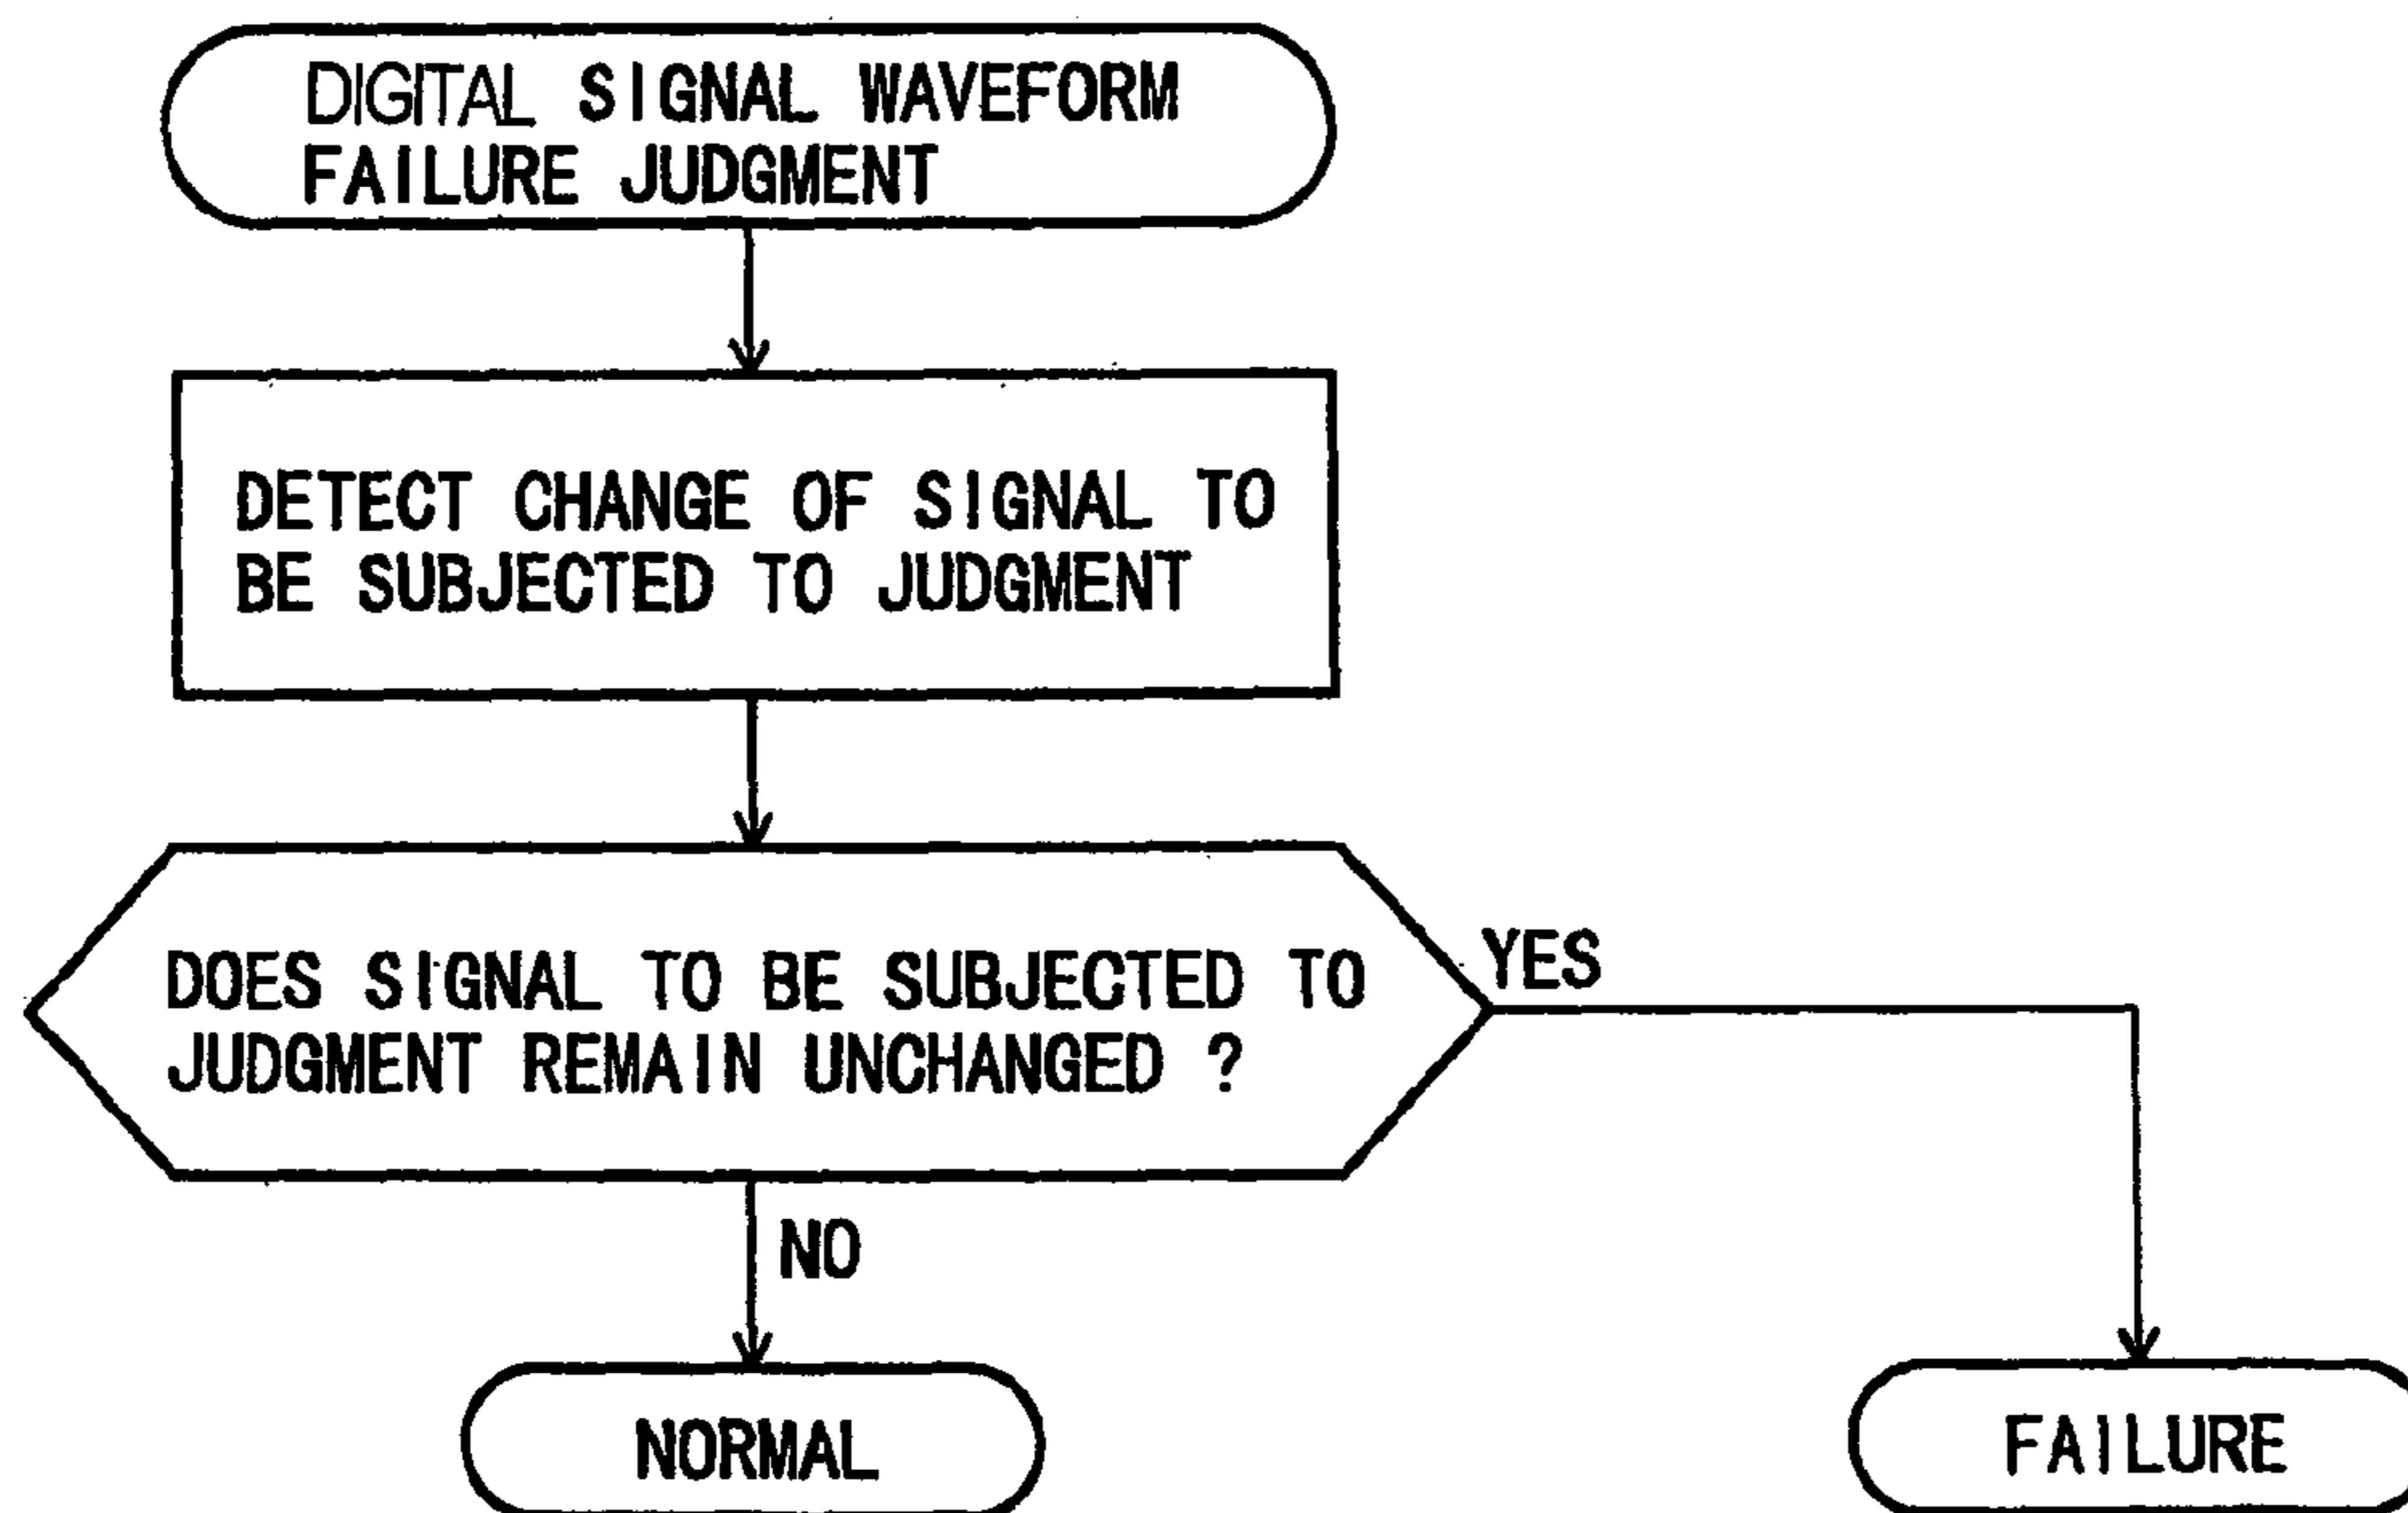 DIGITAL SIGNAL WAVEFORM
FAILURE JUDGMENT
DETECT CHANGE OF SIGNAL TO
BE SUBJECTED TO JUDGMENT
DOES SIGNAL TO BE SUBJECTED TO
JUDGMENT REMAIN UNCHANGED ?
YES
NO
NORMAL
FAILURE